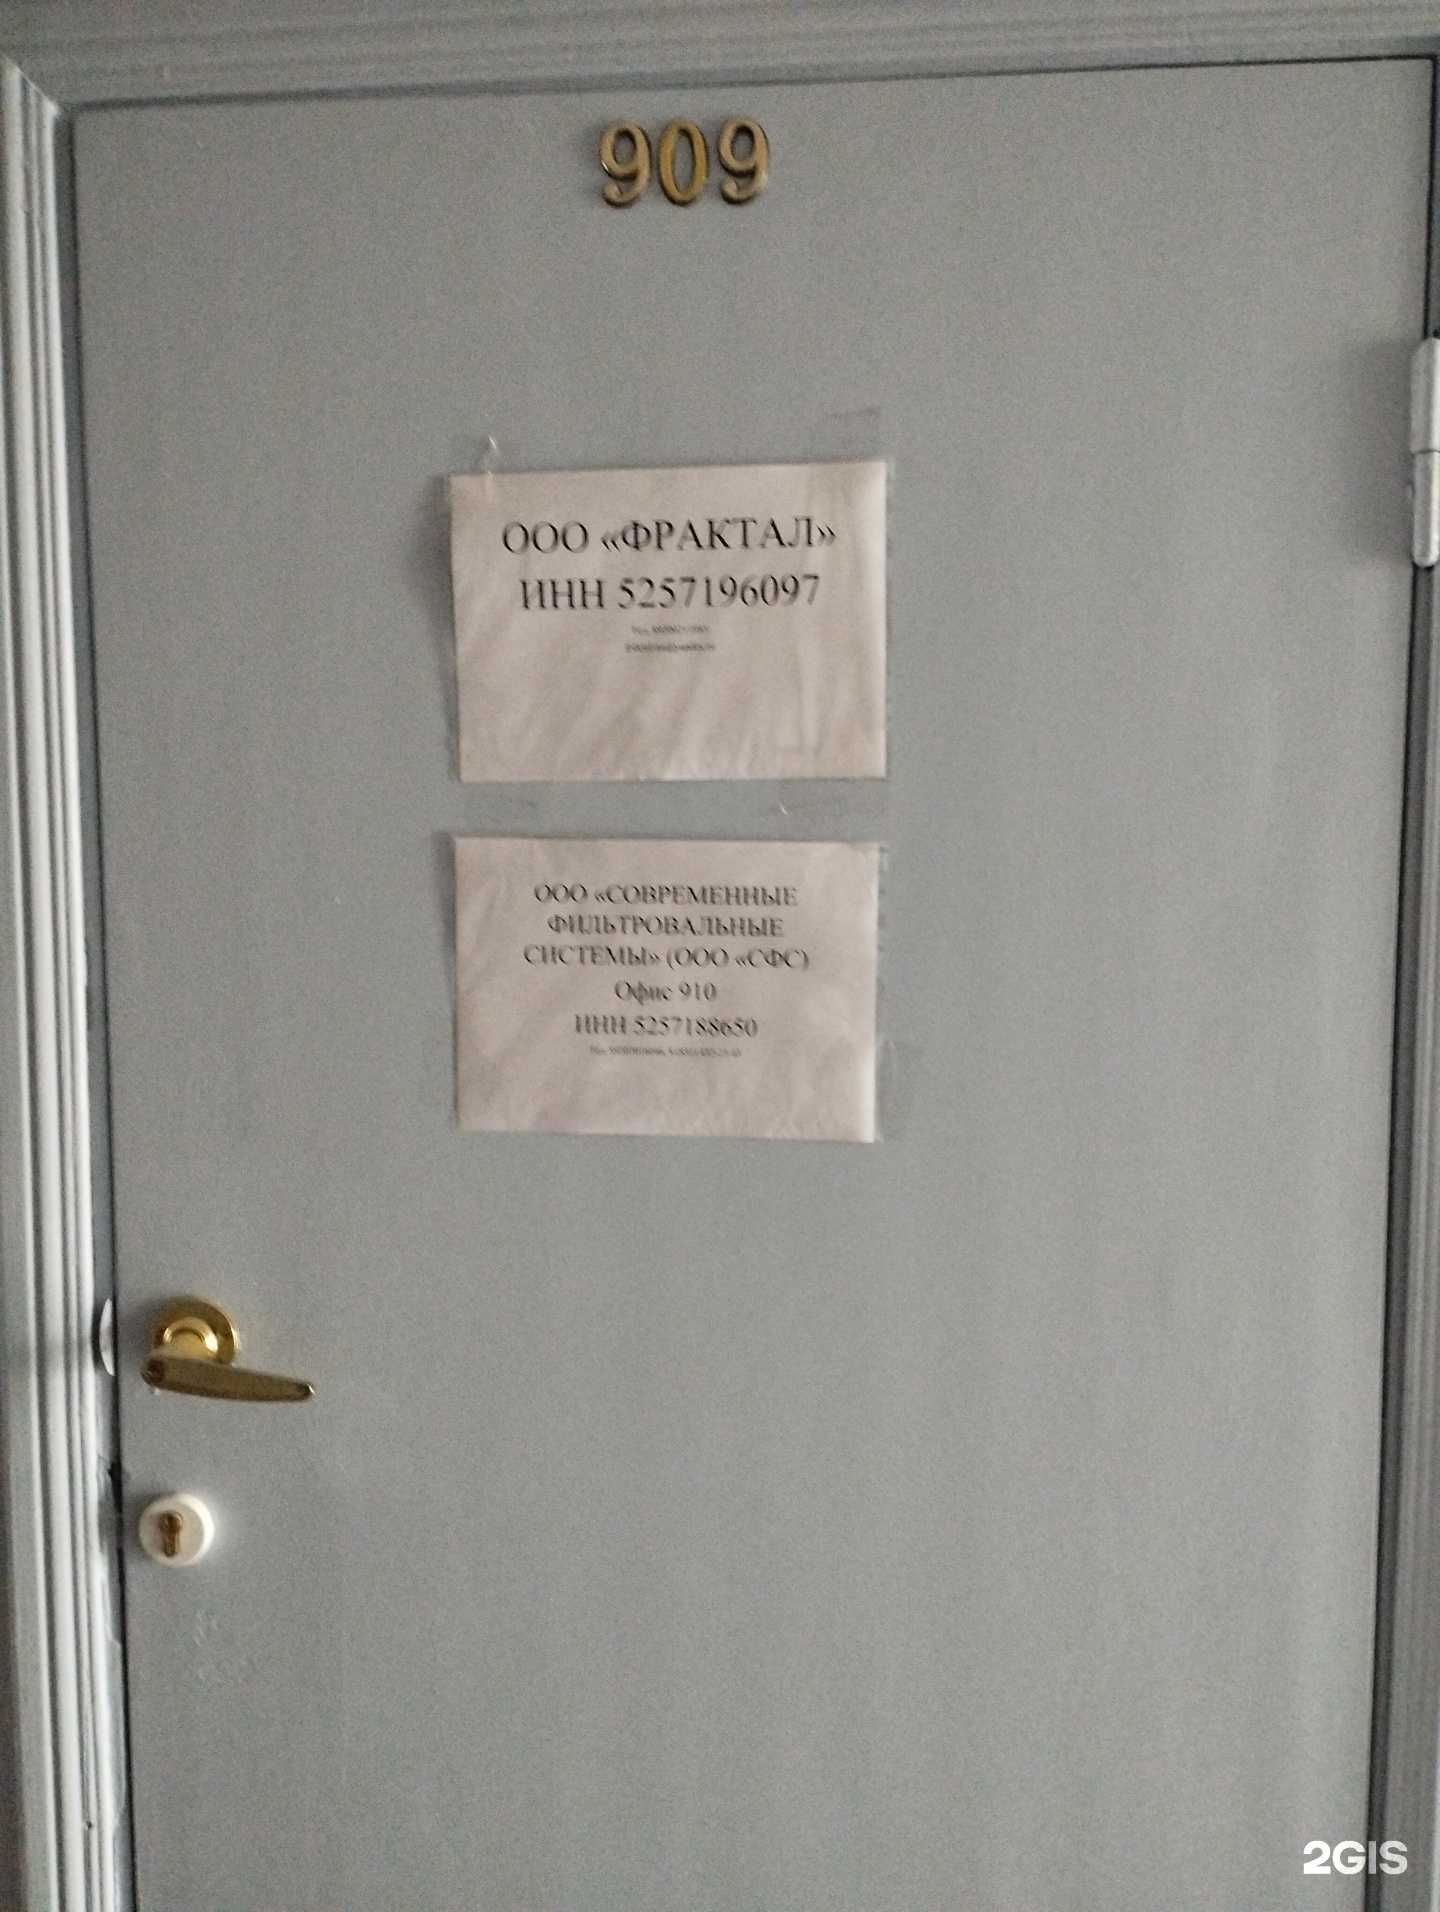 909
ООО «ФРАКТАЛ»
ИНН 5257196097
ООО «СОВРЕМЕННЫЕ
ФИЛЬТРОВАЛЬНЫЕ
СИСТЕМЫ» (ООО «СФС)
Офис 910
ИНН 5257188650
2GIS